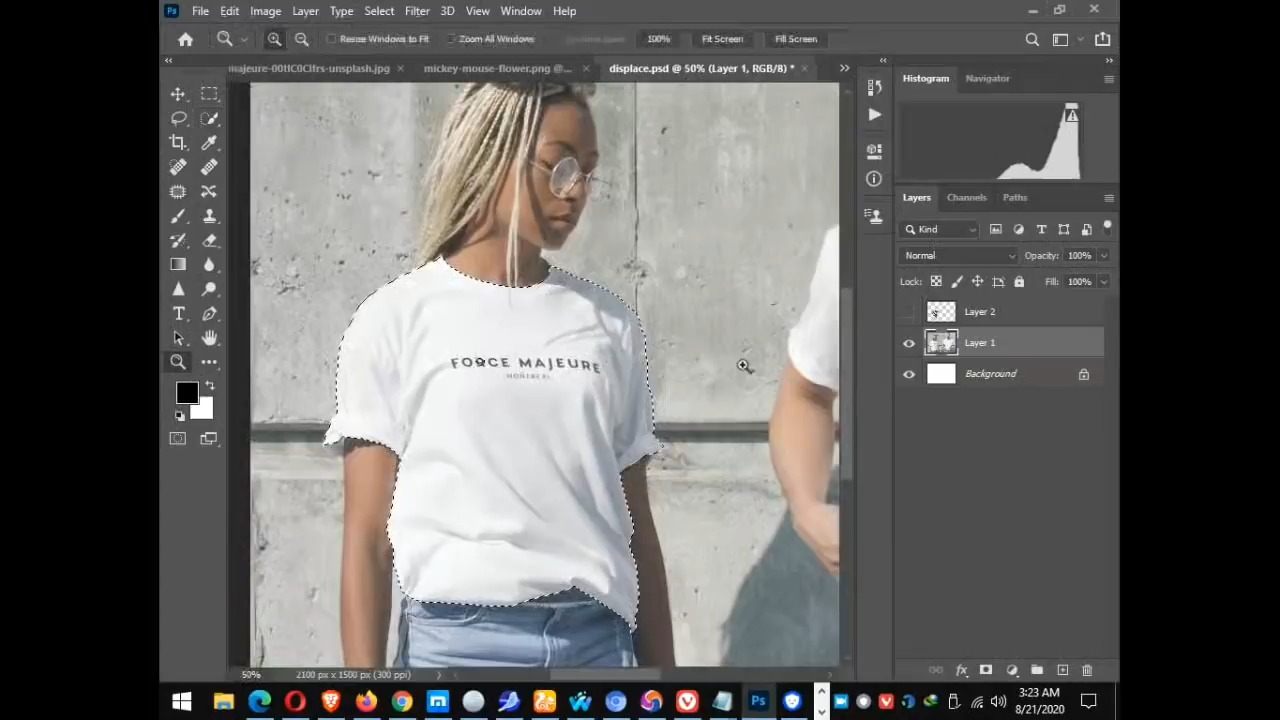 Ps File Edit Image Layer Type Select Filter 3D View Window Help
Resize Windows to Fit Zoom All Windows 100% Fit Screen Fill Screen
majeure-00tIC0CIfrs-unsplash.jpg × mickey-mouse-flower.png @... × displace.psd @ 50% (Layer 1, RGB/8) * ×
Histogram Navigator
Layers Channels Paths
Kind
Normal Opacity: 100%
Lock: Fill: 100%
Layer 2
Layer 1
Background
FORCE MAJEURE
MONTREAL
50% 2100 px x 1500 px (300 ppi)
Ps
3:23 AM
8/21/2020